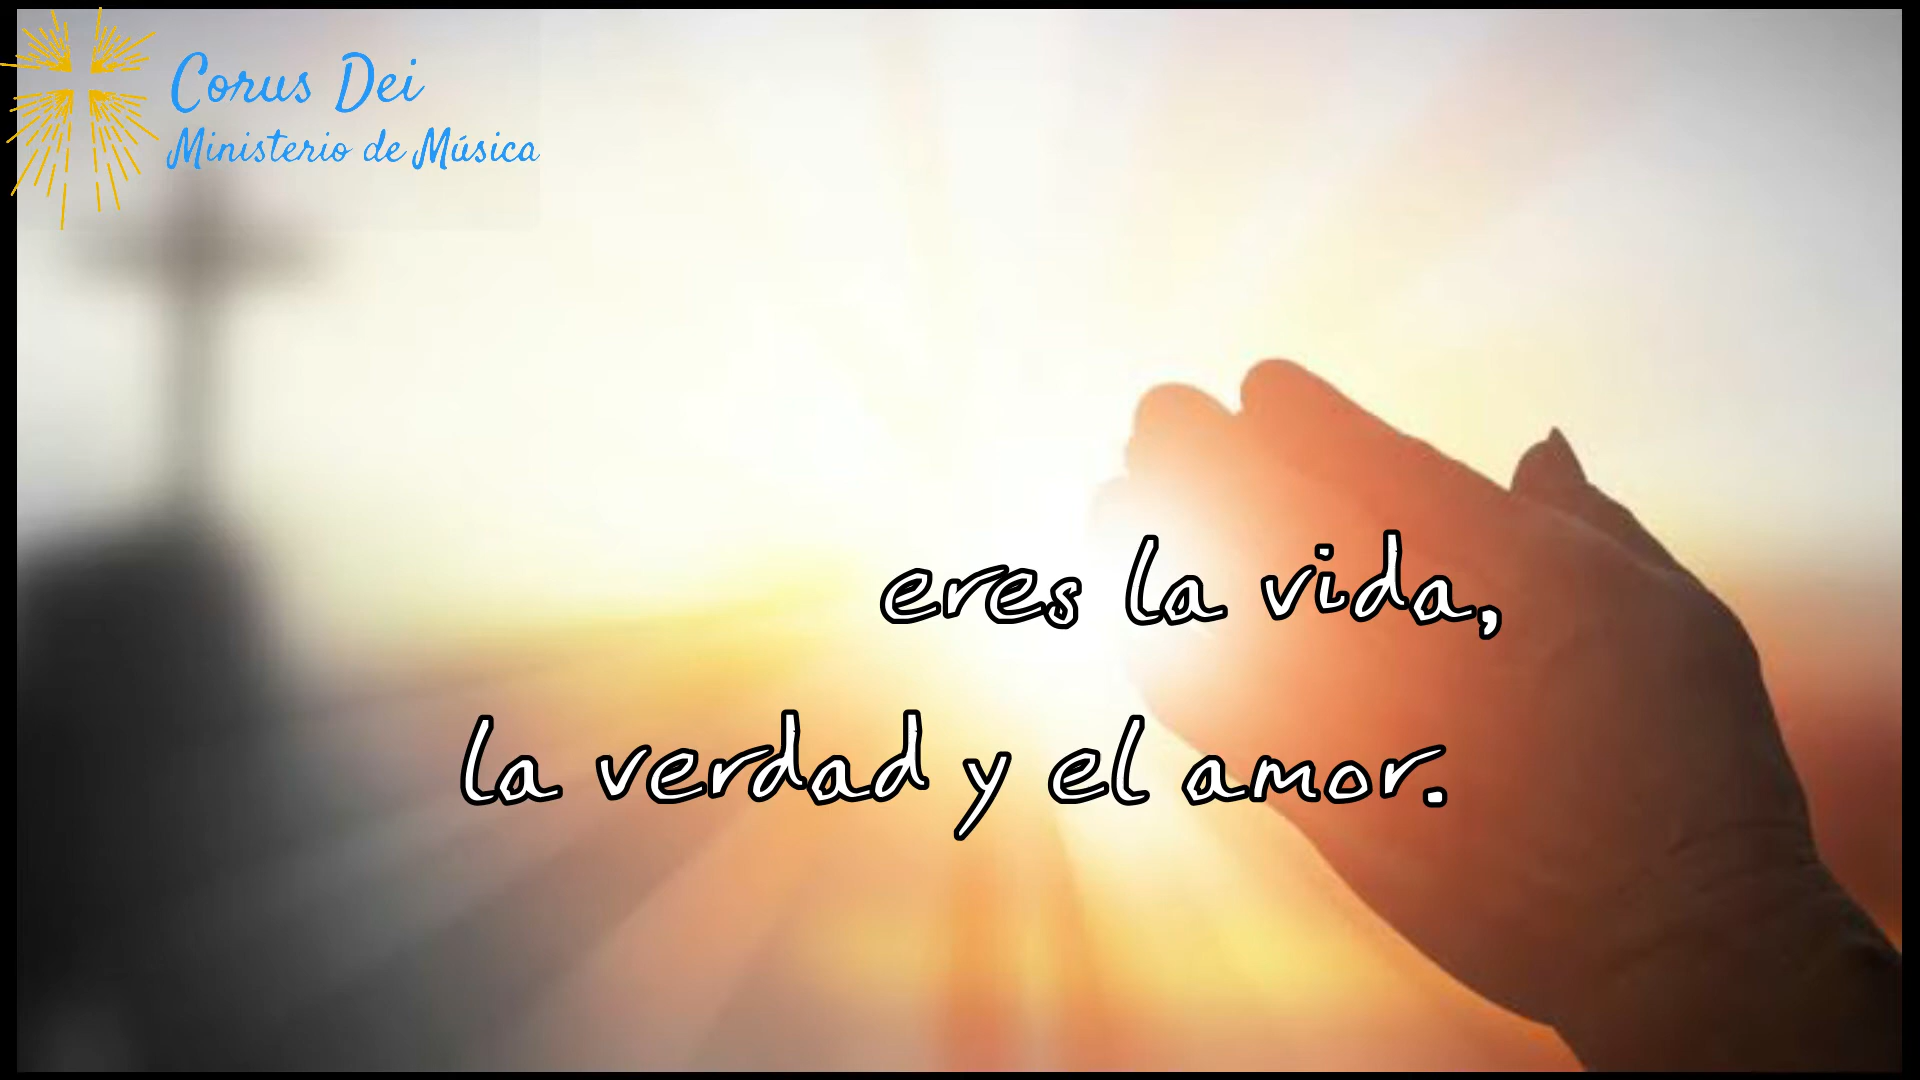 Corus Dei
Ministerio de Música
eres la vida,
la verdad y el amor.